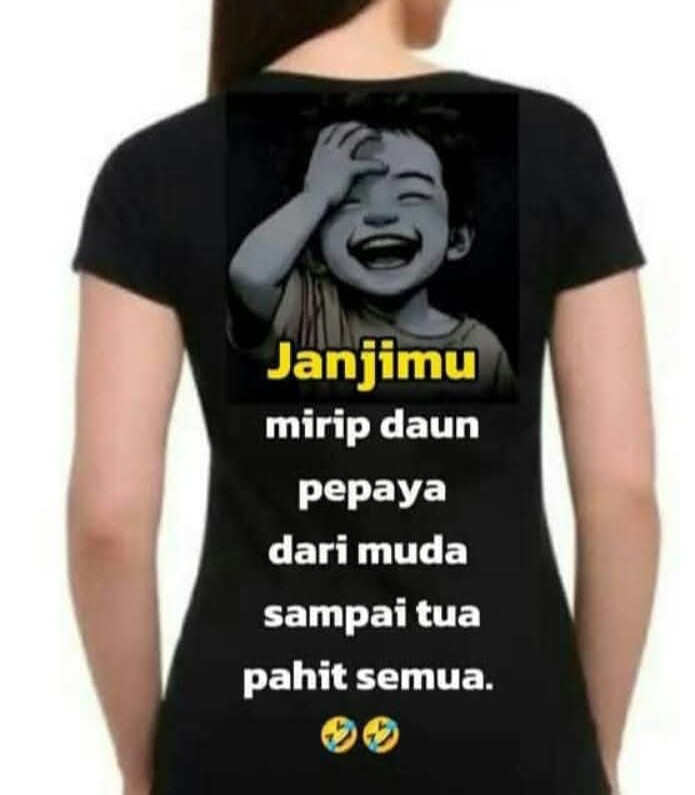 Janjimu
mirip daun
pepaya
dari muda
sampai tua
pahit semua.
🤣🤣